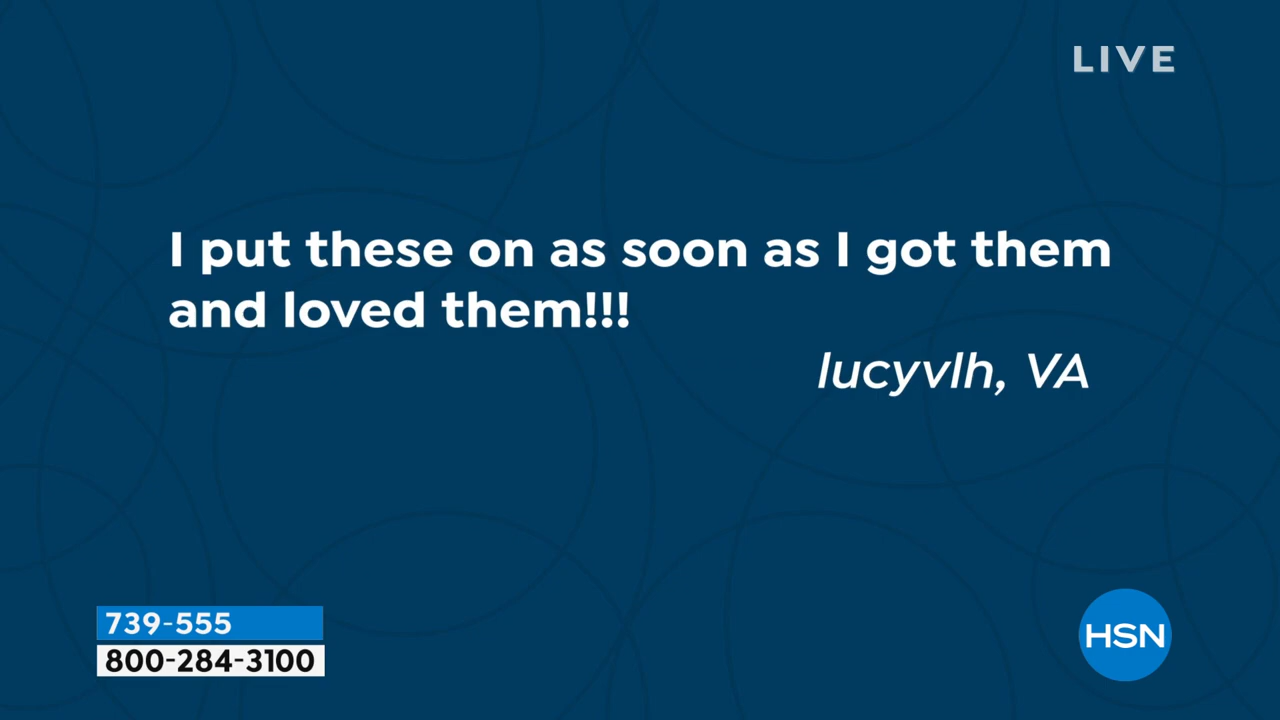 LIVE
I put these on as soon as I got them
and loved them!!!
lucyvlh, VA
739-555
800-284-3100
HSN